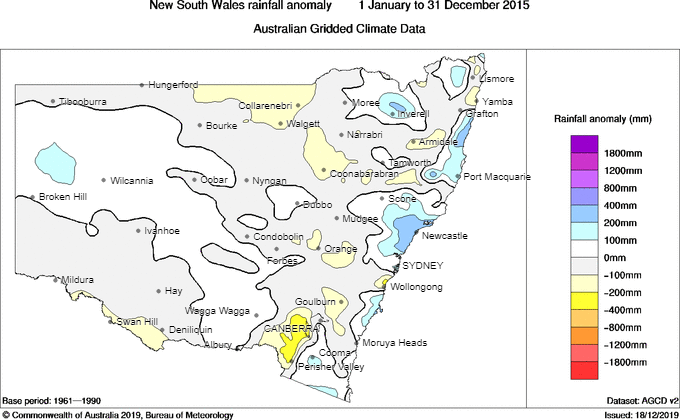 New South Wales rainfall anomaly 1 January to 31 December 2015
Australian Gridded Climate Data
Hungerford
Lismore
Tibooburra
Collarenebri
Moree
Yamba
Inverell
Grafton
Bourke
Walgett
Narrabri
Armidale
Tamworth
Coonabarabran
Wilcannia
Cobar
Nyngan
Port Macquarie
Broken Hill
Dubbo
Scone
Mudgee
Ivanhoe
Condobolin
Newcastle
Orange
Forbes
SYDNEY
Mildura
Wollongong
Hay
Goulburn
Wagga Wagga
Swan Hill
Deniliquin
CANBERRA
Albury
Moruya Heads
Cooma
Perisher Valley
Rainfall anomaly (mm)
1800mm
1200mm
800mm
400mm
200mm
100mm
0mm
-100mm
-200mm
-400mm
-800mm
-1200mm
-1800mm
Base period: 1961—1990
Dataset: AGCD v2
© Commonwealth of Australia 2019, Bureau of Meteorology
Issued: 18/12/2019